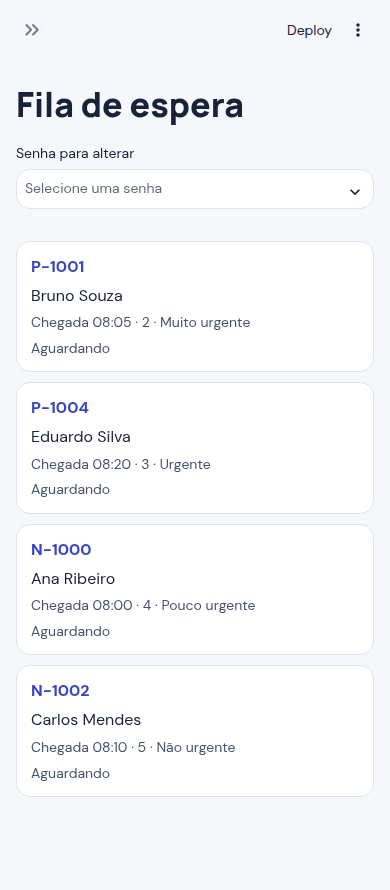 Deploy
Fila de espera
Senha para alterar
Selecione uma senha
P-1001
Bruno Souza
Chegada 08:05 · 2 · Muito urgente
Aguardando
P-1004
Eduardo Silva
Chegada 08:20 · 3 · Urgente
Aguardando
N-1000
Ana Ribeiro
Chegada 08:00 · 4 · Pouco urgente
Aguardando
N-1002
Carlos Mendes
Chegada 08:10 · 5 · Não urgente
Aguardando